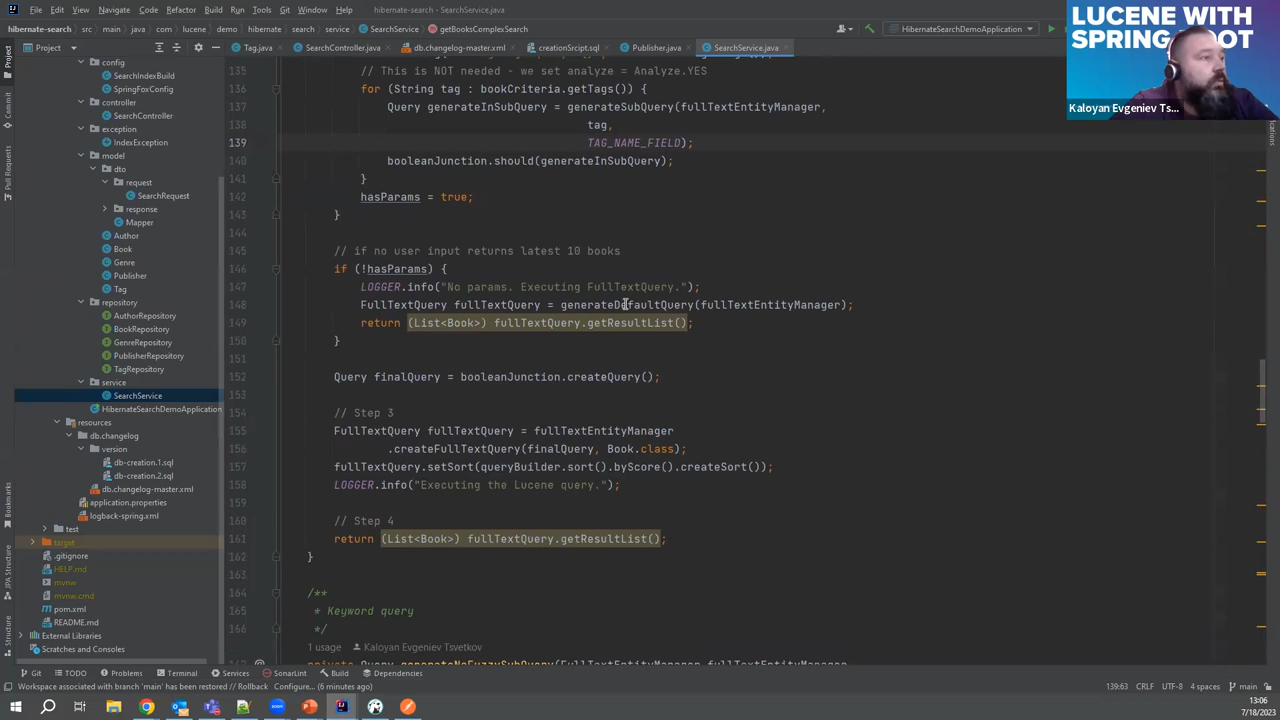 File Edit View Navigate Code Refactor Build Run Tools Git Window Help
hibernate-search - SearchService.java
hibernate-search › src › main › java › com › lucene › demo › hibernate › search › service › SearchService › getBooksComplexSearch
HibernateSearchDemoApplication
LUCENE WITH
SPRING
Kaloyan Evgeniev Ts...
Project
Tag.java
SearchController.java
db.changelog-master.xml
creationSrcipt.sql
Publisher.java
SearchService.java
Project
Commit
Pull Requests
Bookmarks
JPA Structure
Structure
config
SearchIndexBuild
SpringFoxConfig
controller
SearchController
exception
IndexException
model
dto
request
SearchRequest
response
Mapper
Author
Book
Genre
Publisher
Tag
repository
AuthorRepository
BookRepository
GenreRepository
PublisherRepository
TagRepository
service
SearchService
HibernateSearchDemoApplication
resources
db.changelog
version
db-creation.1.sql
db-creation.2.sql
db.changelog-master.xml
application.properties
logback-spring.xml
test
target
.gitignore
HELP.md
mvnw
mvnw.cmd
pom.xml
README.md
External Libraries
Scratches and Consoles
135 // This is NOT needed - we set analyze = Analyze.YES
136 for (String tag : bookCriteria.getTags()) {
137 Query generateInSubQuery = generateSubQuery(fullTextEntityManager,
138 tag,
139 TAG_NAME_FIELD);
140 booleanJunction.should(generateInSubQuery);
141 }
142 hasParams = true;
143 }
144
145 // if no user input returns latest 10 books
146 if (!hasParams) {
147 LOGGER.info("No params. Executing FullTextQuery.");
148 FullTextQuery fullTextQuery = generateDefaultQuery(fullTextEntityManager);
149 return (List<Book>) fullTextQuery.getResultList();
150 }
151
152 Query finalQuery = booleanJunction.createQuery();
153
154 // Step 3
155 FullTextQuery fullTextQuery = fullTextEntityManager
156 .createFullTextQuery(finalQuery, Book.class);
157 fullTextQuery.setSort(queryBuilder.sort().byScore().createSort());
158 LOGGER.info("Executing the Lucene query.");
159
160 // Step 4
161 return (List<Book>) fullTextQuery.getResultList();
162 }
163
164 /**
165 * Keyword query
166 */
1 usage Kaloyan Evgeniev Tsvetkov
Git TODO Problems Terminal Services SonarLint Build Dependencies
Workspace associated with branch 'main' has been restored // Rollback Configure... (6 minutes ago)
139:63 CRLF UTF-8 4 spaces main
13:06
7/18/2023